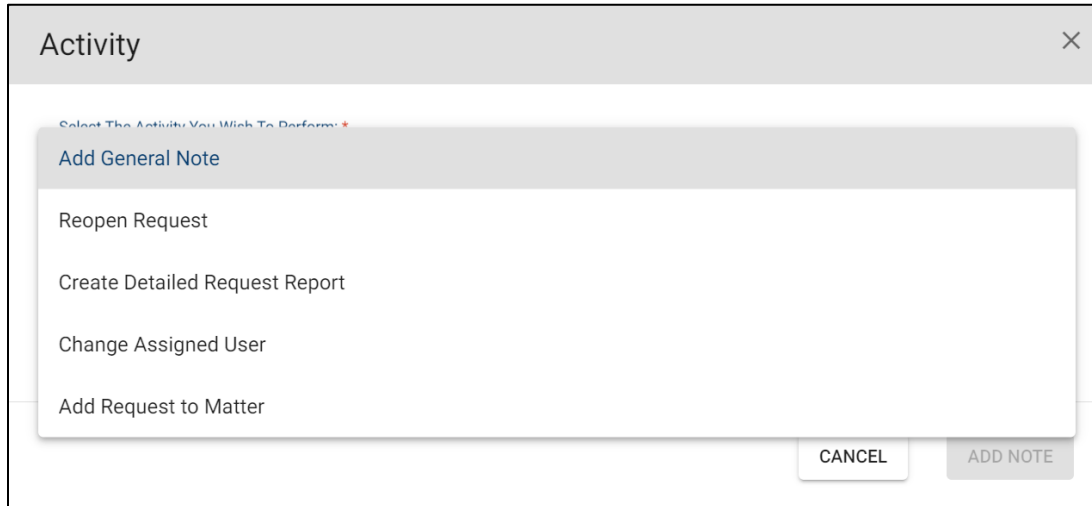 Activity
Select The Activity You Wish To Perform: *
Add General Note
Reopen Request
Create Detailed Request Report
Change Assigned User
Add Request to Matter
CANCEL ADD NOTE